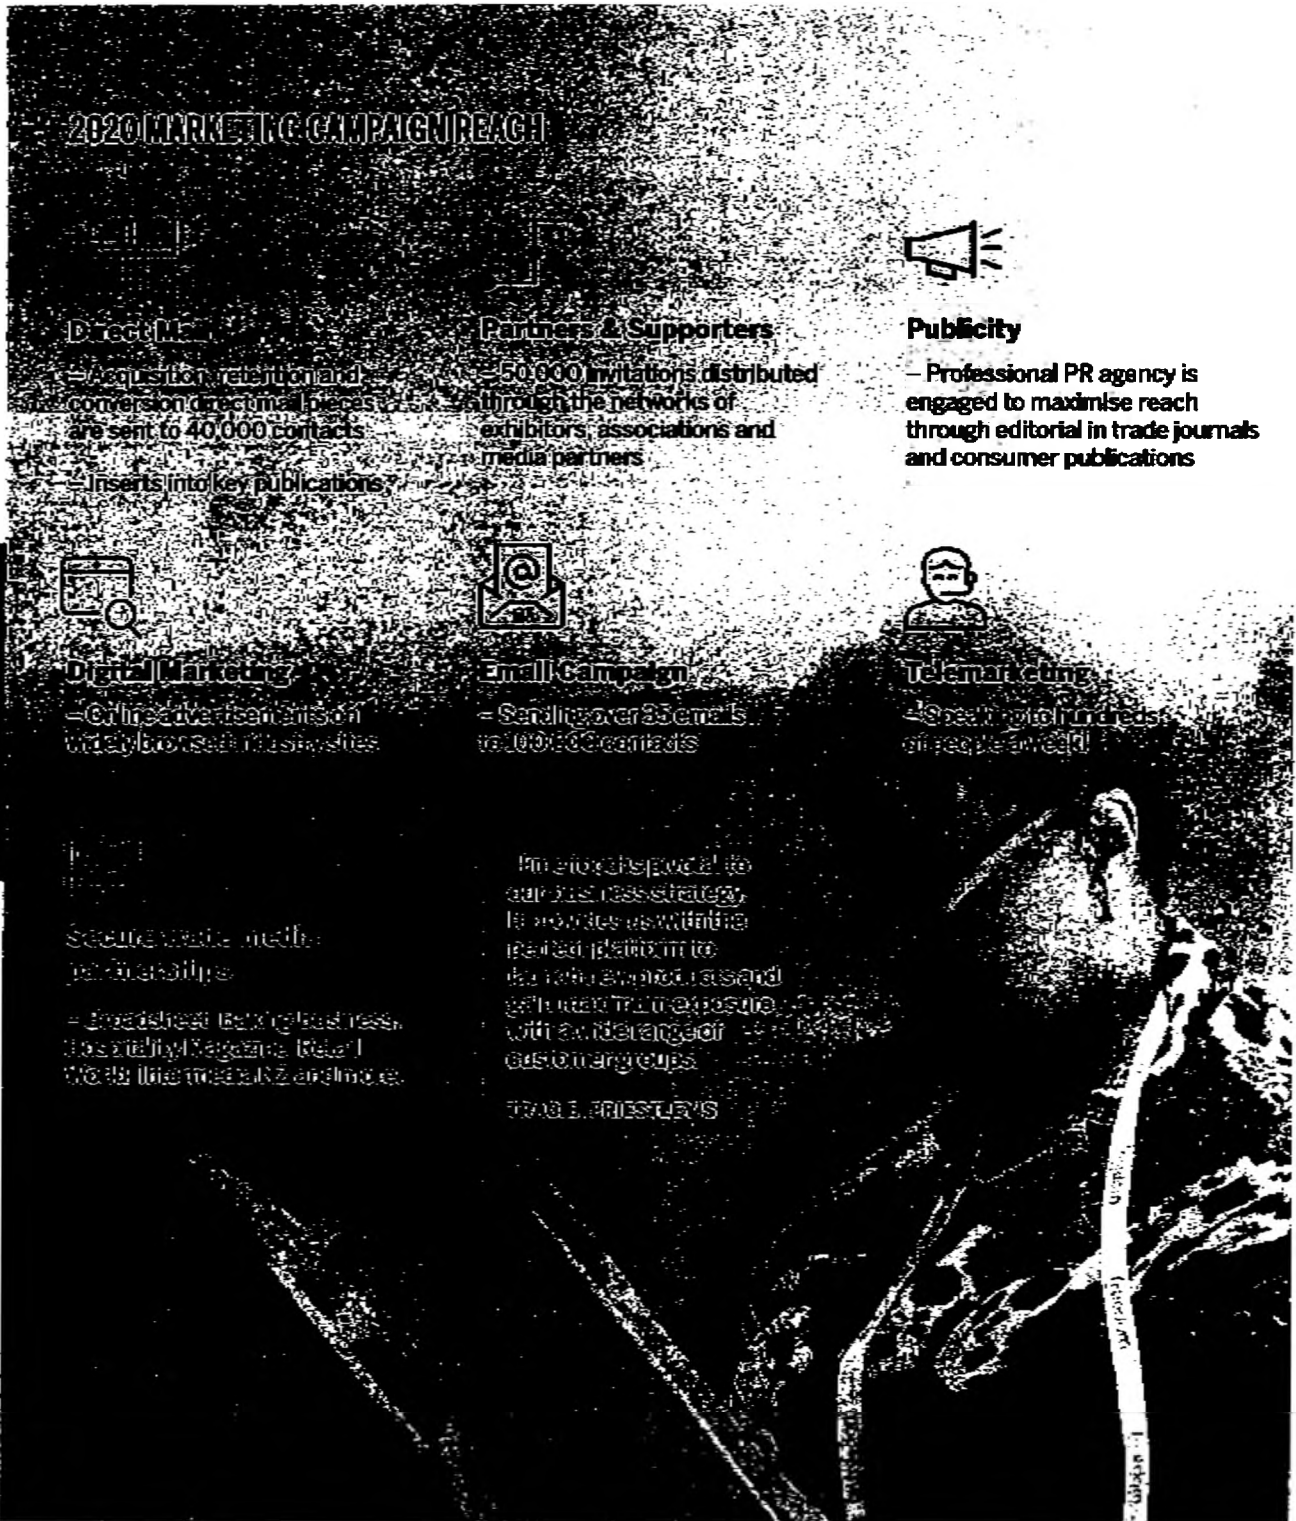 2020 MARKETING CAMPAIGN REACH
Direct Mail
– Acquisition, retention and
conversion direct mail pieces
are sent to 40,000 contacts
– Inserts into key publications
Partners & Supporters
– 50,000 invitations distributed
through the networks of
exhibitors, associations and
media partners
Publicity
– Professional PR agency is
engaged to maximise reach
through editorial in trade journals
and consumer publications
Digital Marketing
– Online advertisements on
widely browsed industry sites
Email Campaign
– Sending over 35 emails
to 100,000 contacts
Telemarketing
– Speaking to hundreds
of people a week!
Secure trade media
partnerships
– Broadsheet, Baking Business,
Hospitality Magazine, Retail
World, Intermedia NZ and more.
is pivotal to
our business strategy.
It provides us with the
perfect platform to
launch new products and
gain maximum exposure
with a wide range of
customer groups.
PRIESTLEY'S